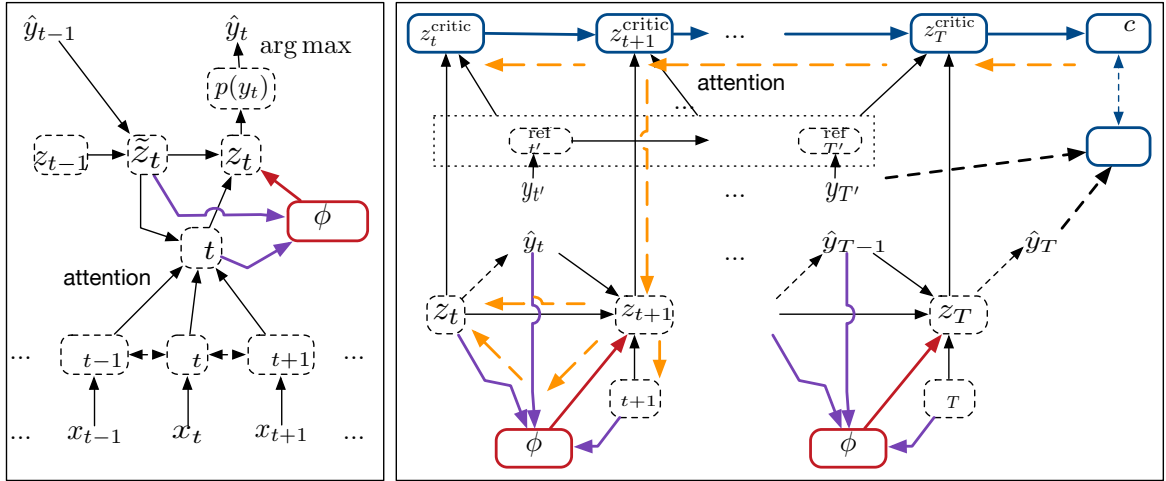 ŷ_{t−1}
ŷ_t
arg max
p(y_t)
z_{t−1}
z̃_t
z_t
ϕ
t
attention
...
t−1
t
t+1
...
...
x_{t−1}
x_t
x_{t+1}
...
z_t^{critic}
z_{t+1}^{critic}
...
z_T^{critic}
c
attention
...
ref t'
ref T'
y_{t'}
...
y_{T'}
ŷ_t
...
ŷ_{T−1}
ŷ_T
z_t
z_{t+1}
z_T
t+1
T
ϕ
ϕ